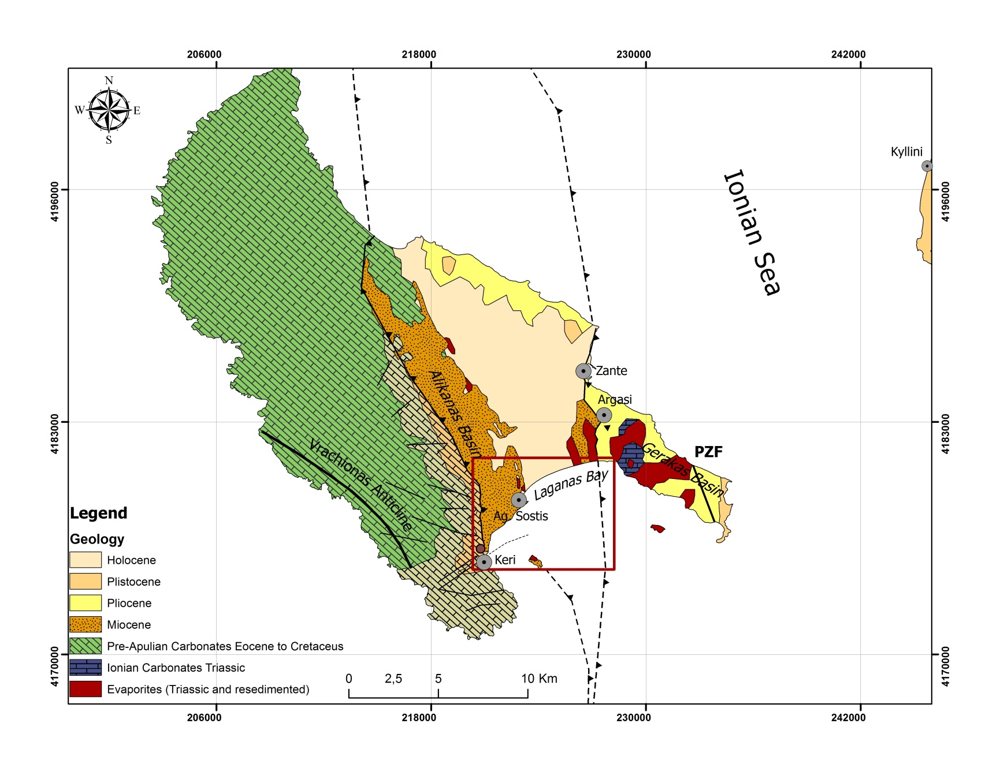 206000 218000 230000 242000
N
W E
S
Kyllini
4196000 4196000
Ionian Sea
Zante
Alikanas Basin
Argasi
4183000 4183000
Vrachionas Anticline
Gerakas Basin
PZF
Laganas Bay
Ag. Sostis
Keri
Legend
Geology
Holocene
Plistocene
Pliocene
Miocene
Pre-Apulian Carbonates Eocene to Cretaceus
Ionian Carbonates Triassic
Evaporites (Triassic and resedimented)
4170000 4170000
0 2,5 5 10 Km
206000 218000 230000 242000